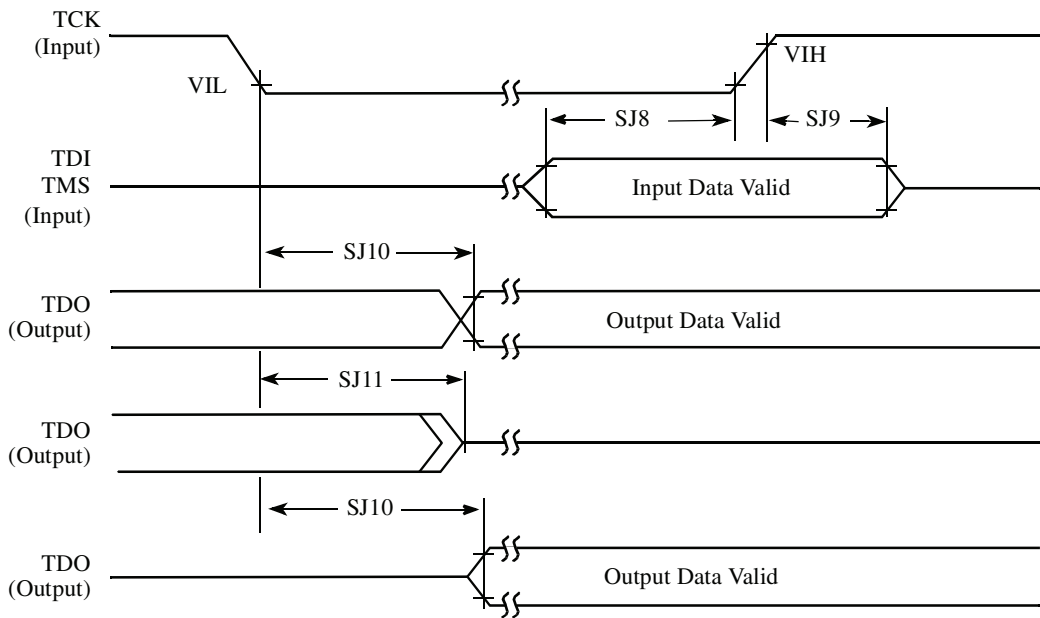 TCK
(Input)
VIL
VIH
SJ8
SJ9
TDI
TMS
(Input)
Input Data Valid
SJ10
TDO
(Output)
Output Data Valid
SJ11
TDO
(Output)
SJ10
TDO
(Output)
Output Data Valid